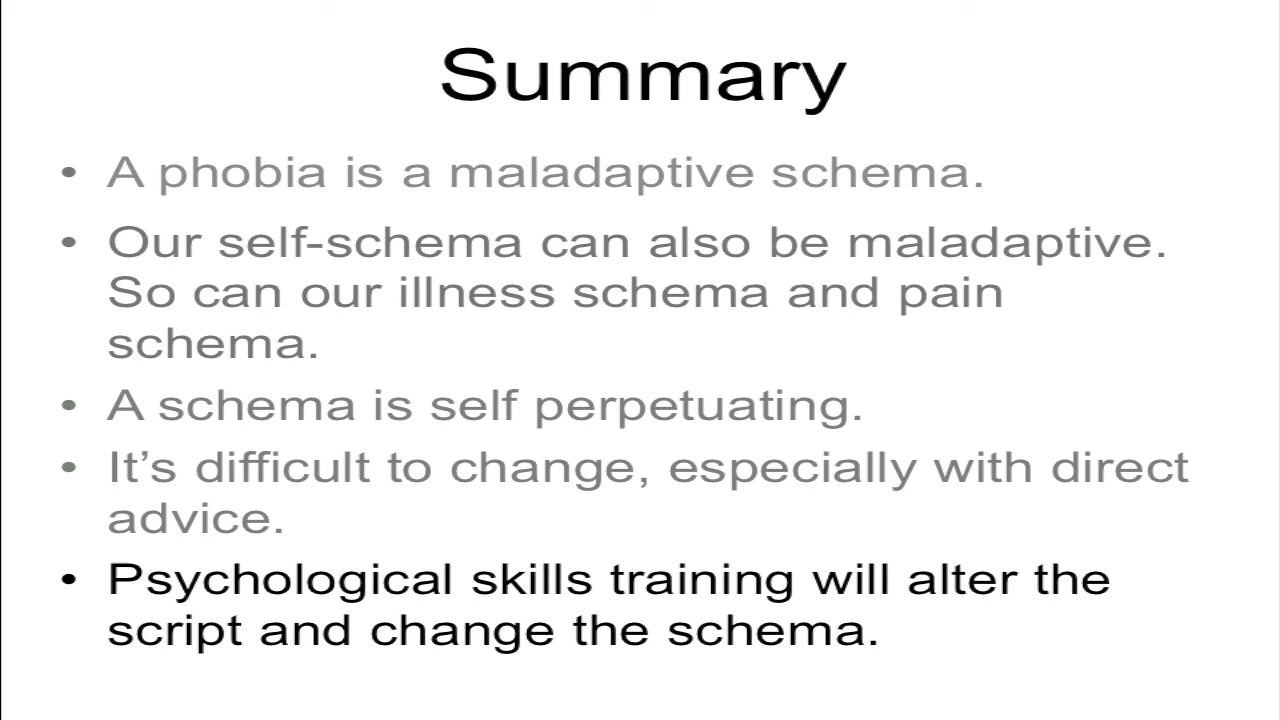 Summary
• A phobia is a maladaptive schema.
• Our self-schema can also be maladaptive.
So can our illness schema and pain
schema.
• A schema is self perpetuating.
• It’s difficult to change, especially with direct
advice.
• Psychological skills training will alter the
script and change the schema.